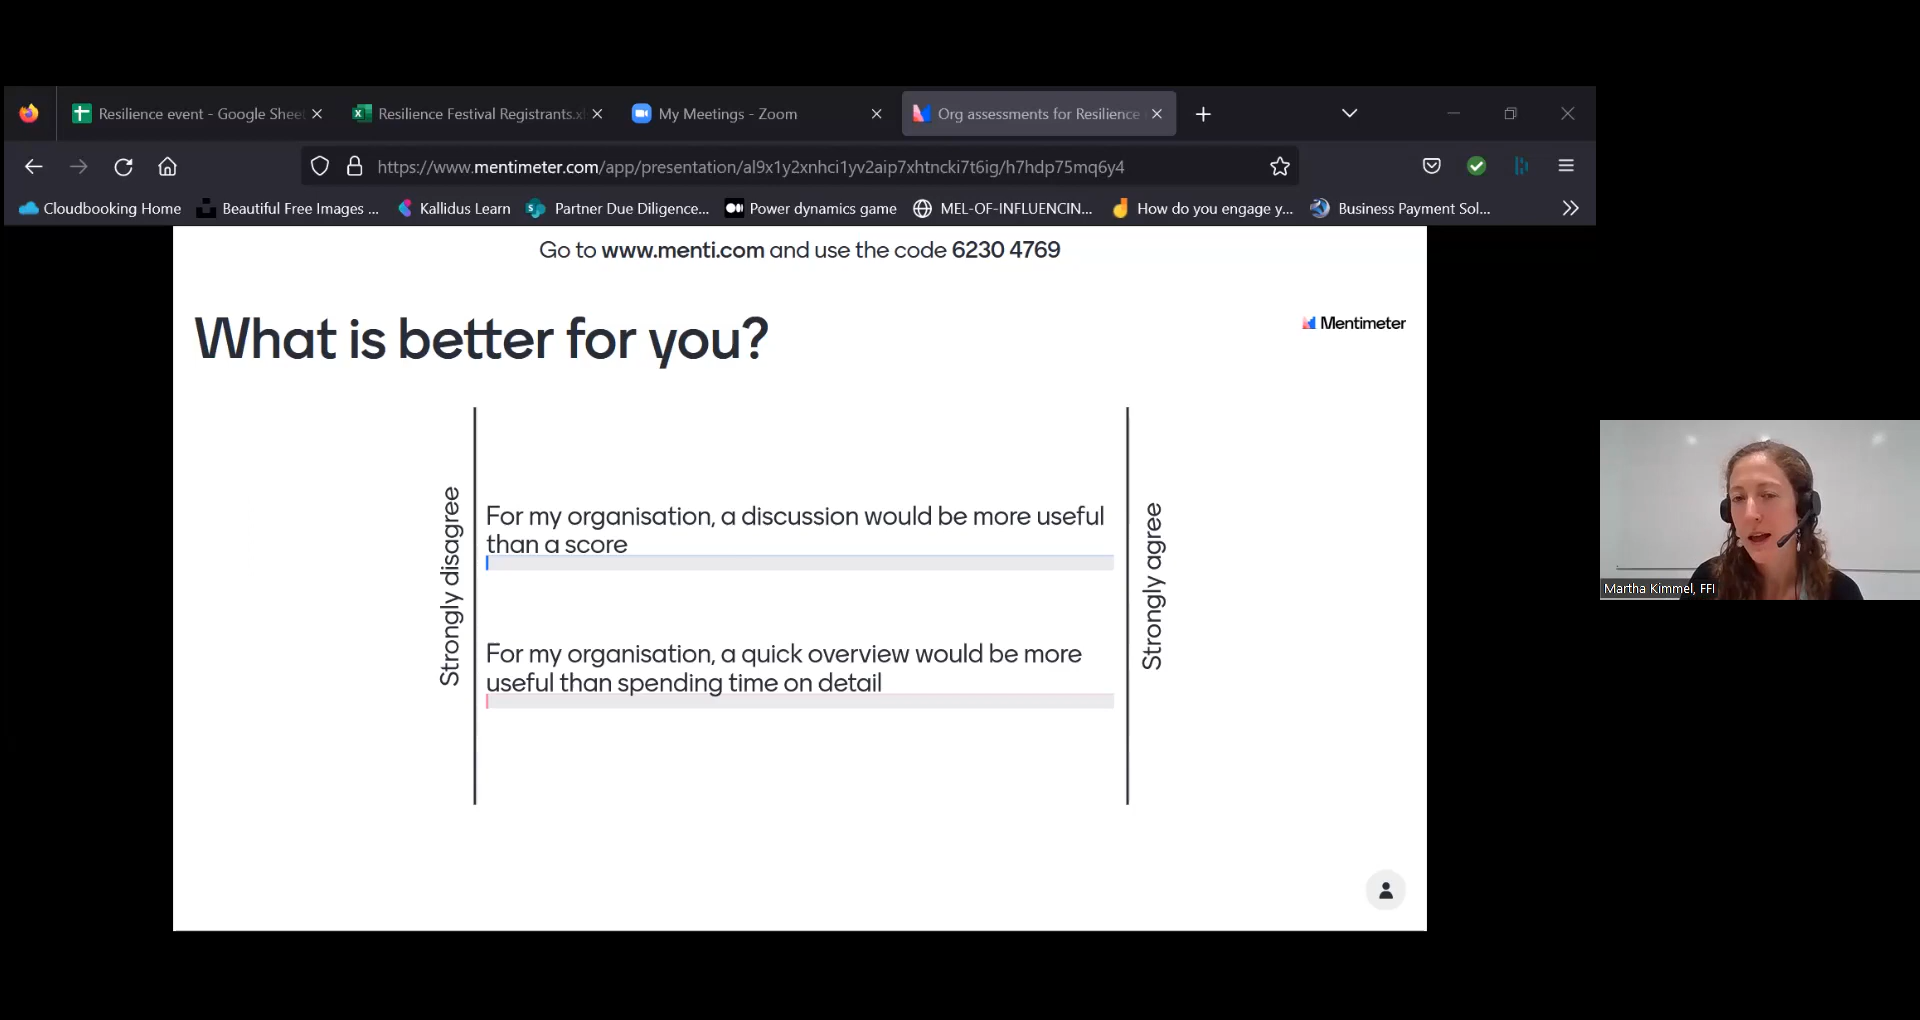 Resilience event - Google Sheet
Resilience Festival Registrants.xl
My Meetings - Zoom
Org assessments for Resilience
https://www.mentimeter.com/app/presentation/al9x1y2xnhci1yv2aip7xhtncki7t6ig/h7hdp75mq6y4
Cloudbooking Home
Beautiful Free Images ...
Kallidus Learn
Partner Due Diligence...
Power dynamics game
MEL-OF-INFLUENCIN...
How do you engage y...
Business Payment Sol...
Go to www.menti.com and use the code 6230 4769
What is better for you?
Mentimeter
Strongly disagree
For my organisation, a discussion would be more useful
than a score
For my organisation, a quick overview would be more
useful than spending time on detail
Strongly agree
Martha Kimmel, FFI